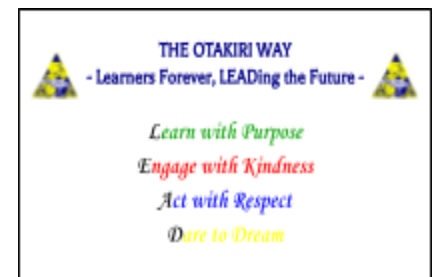 THE OTAKIRI WAY
- Learners Forever, LEADing the Future -
Learn with Purpose
Engage with Kindness
Act with Respect
Dare to Dream